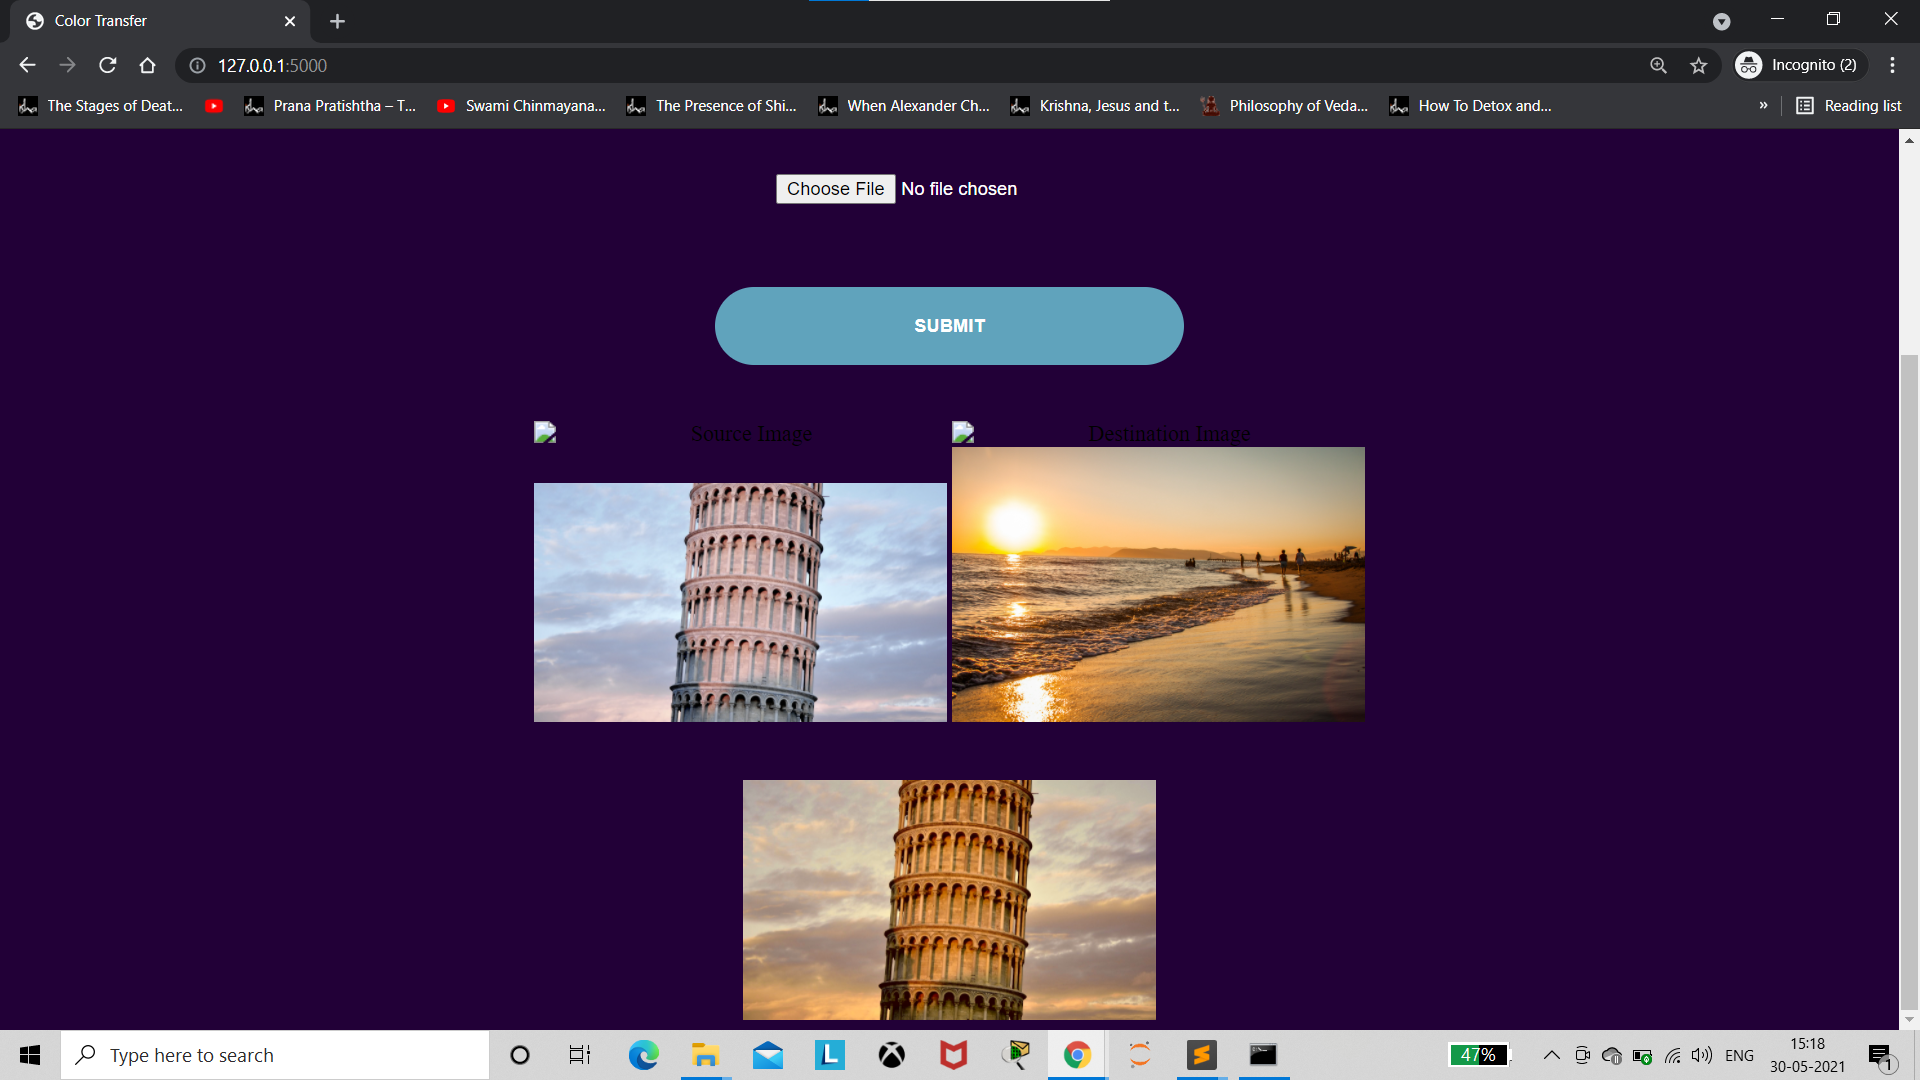 Color Transfer
127.0.0.1:5000
Incognito (2)
The Stages of Deat...
Prana Pratishtha – T...
Swami Chinmayana...
The Presence of Shi...
When Alexander Ch...
Krishna, Jesus and t...
Philosophy of Veda...
How To Detox and...
»
Reading list
Choose File No file chosen
SUBMIT
Source Image
Destination Image
Type here to search
L
47%
ENG
15:18
30-05-2021
1